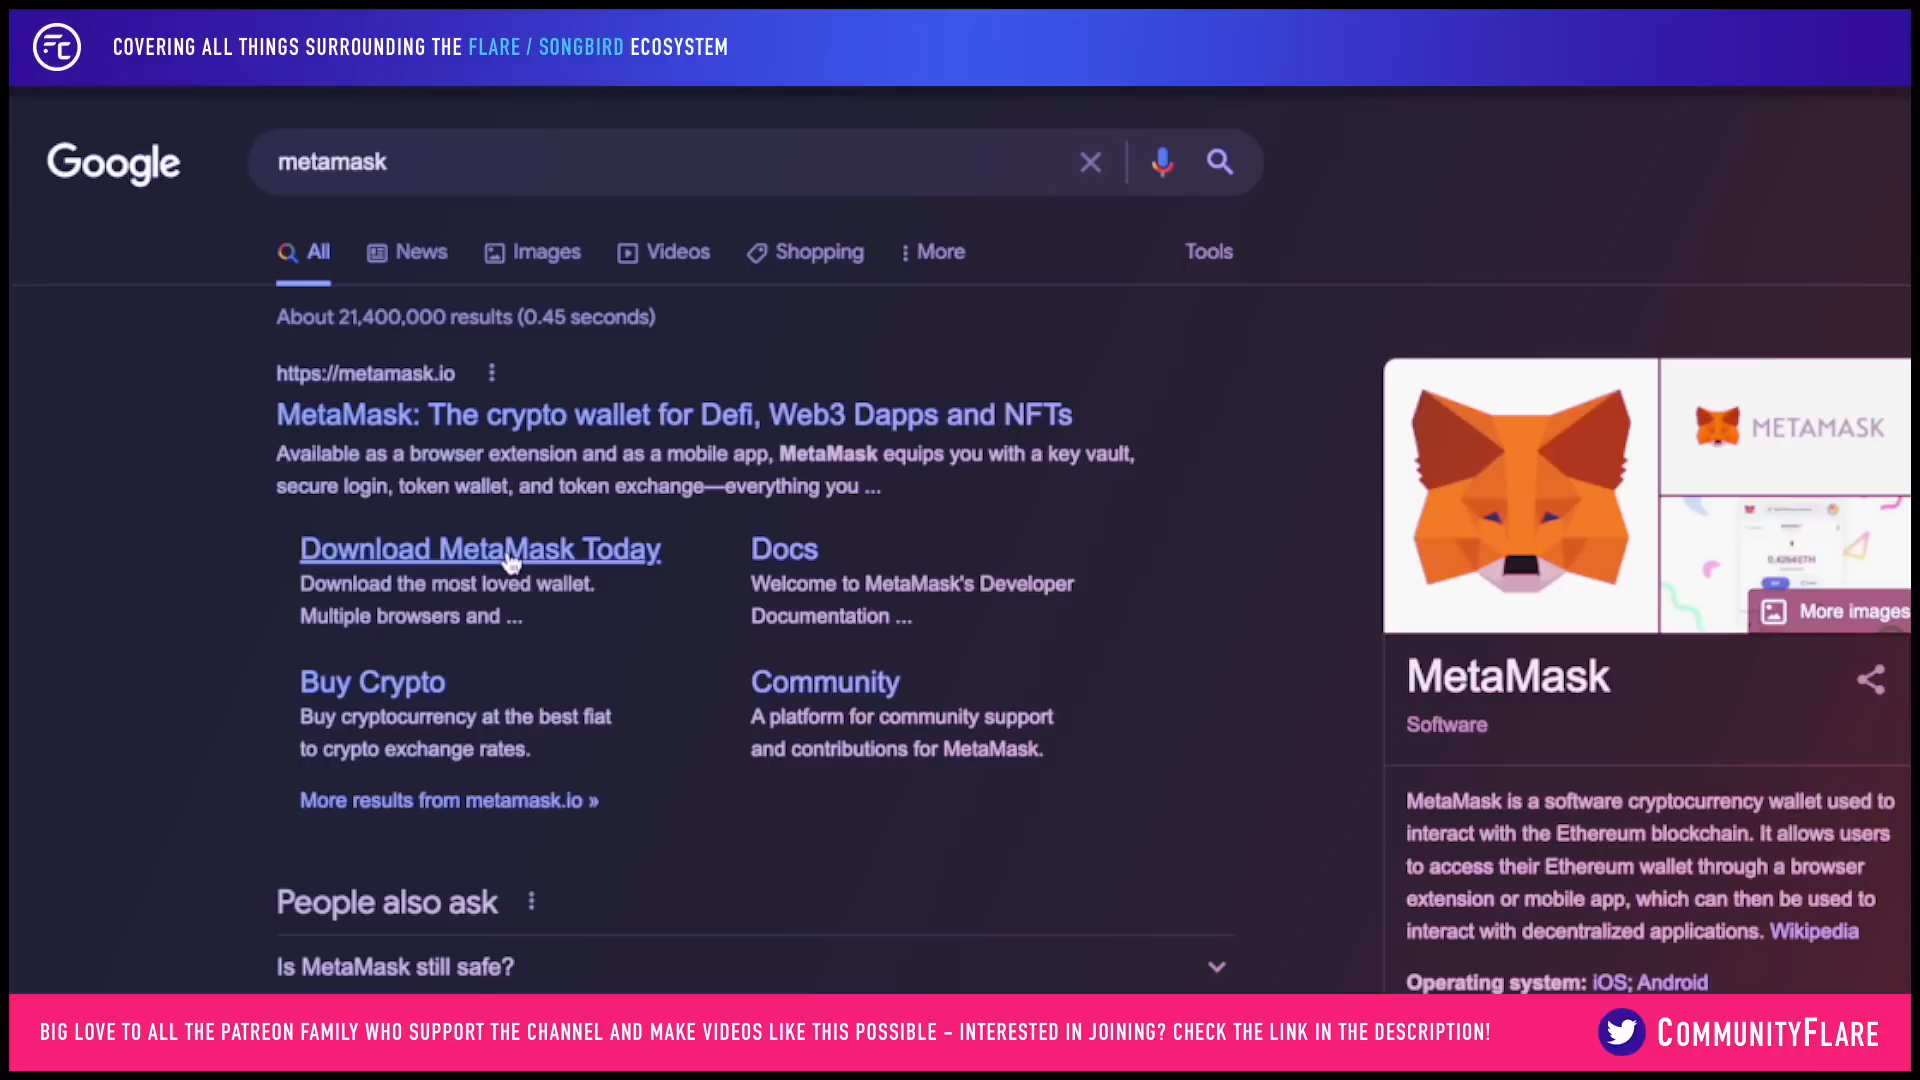 COVERING ALL THINGS SURROUNDING THE FLARE / SONGBIRD ECOSYSTEM
Google
metamask
All
News
Images
Videos
Shopping
More
Tools
About 21,400,000 results (0.45 seconds)
https://metamask.io
MetaMask: The crypto wallet for Defi, Web3 Dapps and NFTs
Available as a browser extension and as a mobile app, MetaMask equips you with a key vault,
secure login, token wallet, and token exchange—everything you ...
Download MetaMask Today
Download the most loved wallet.
Multiple browsers and ...
Docs
Welcome to MetaMask's Developer
Documentation ...
Buy Crypto
Buy cryptocurrency at the best fiat
to crypto exchange rates.
Community
A platform for community support
and contributions for MetaMask.
More results from metamask.io »
People also ask
Is MetaMask still safe?
METAMASK
More images
MetaMask
Software
MetaMask is a software cryptocurrency wallet used to
interact with the Ethereum blockchain. It allows users
to access their Ethereum wallet through a browser
extension or mobile app, which can then be used to
interact with decentralized applications. Wikipedia
Operating system: iOS; Android
BIG LOVE TO ALL THE PATREON FAMILY WHO SUPPORT THE CHANNEL AND MAKE VIDEOS LIKE THIS POSSIBLE - INTERESTED IN JOINING? CHECK THE LINK IN THE DESCRIPTION!
COMMUNITYFLARE